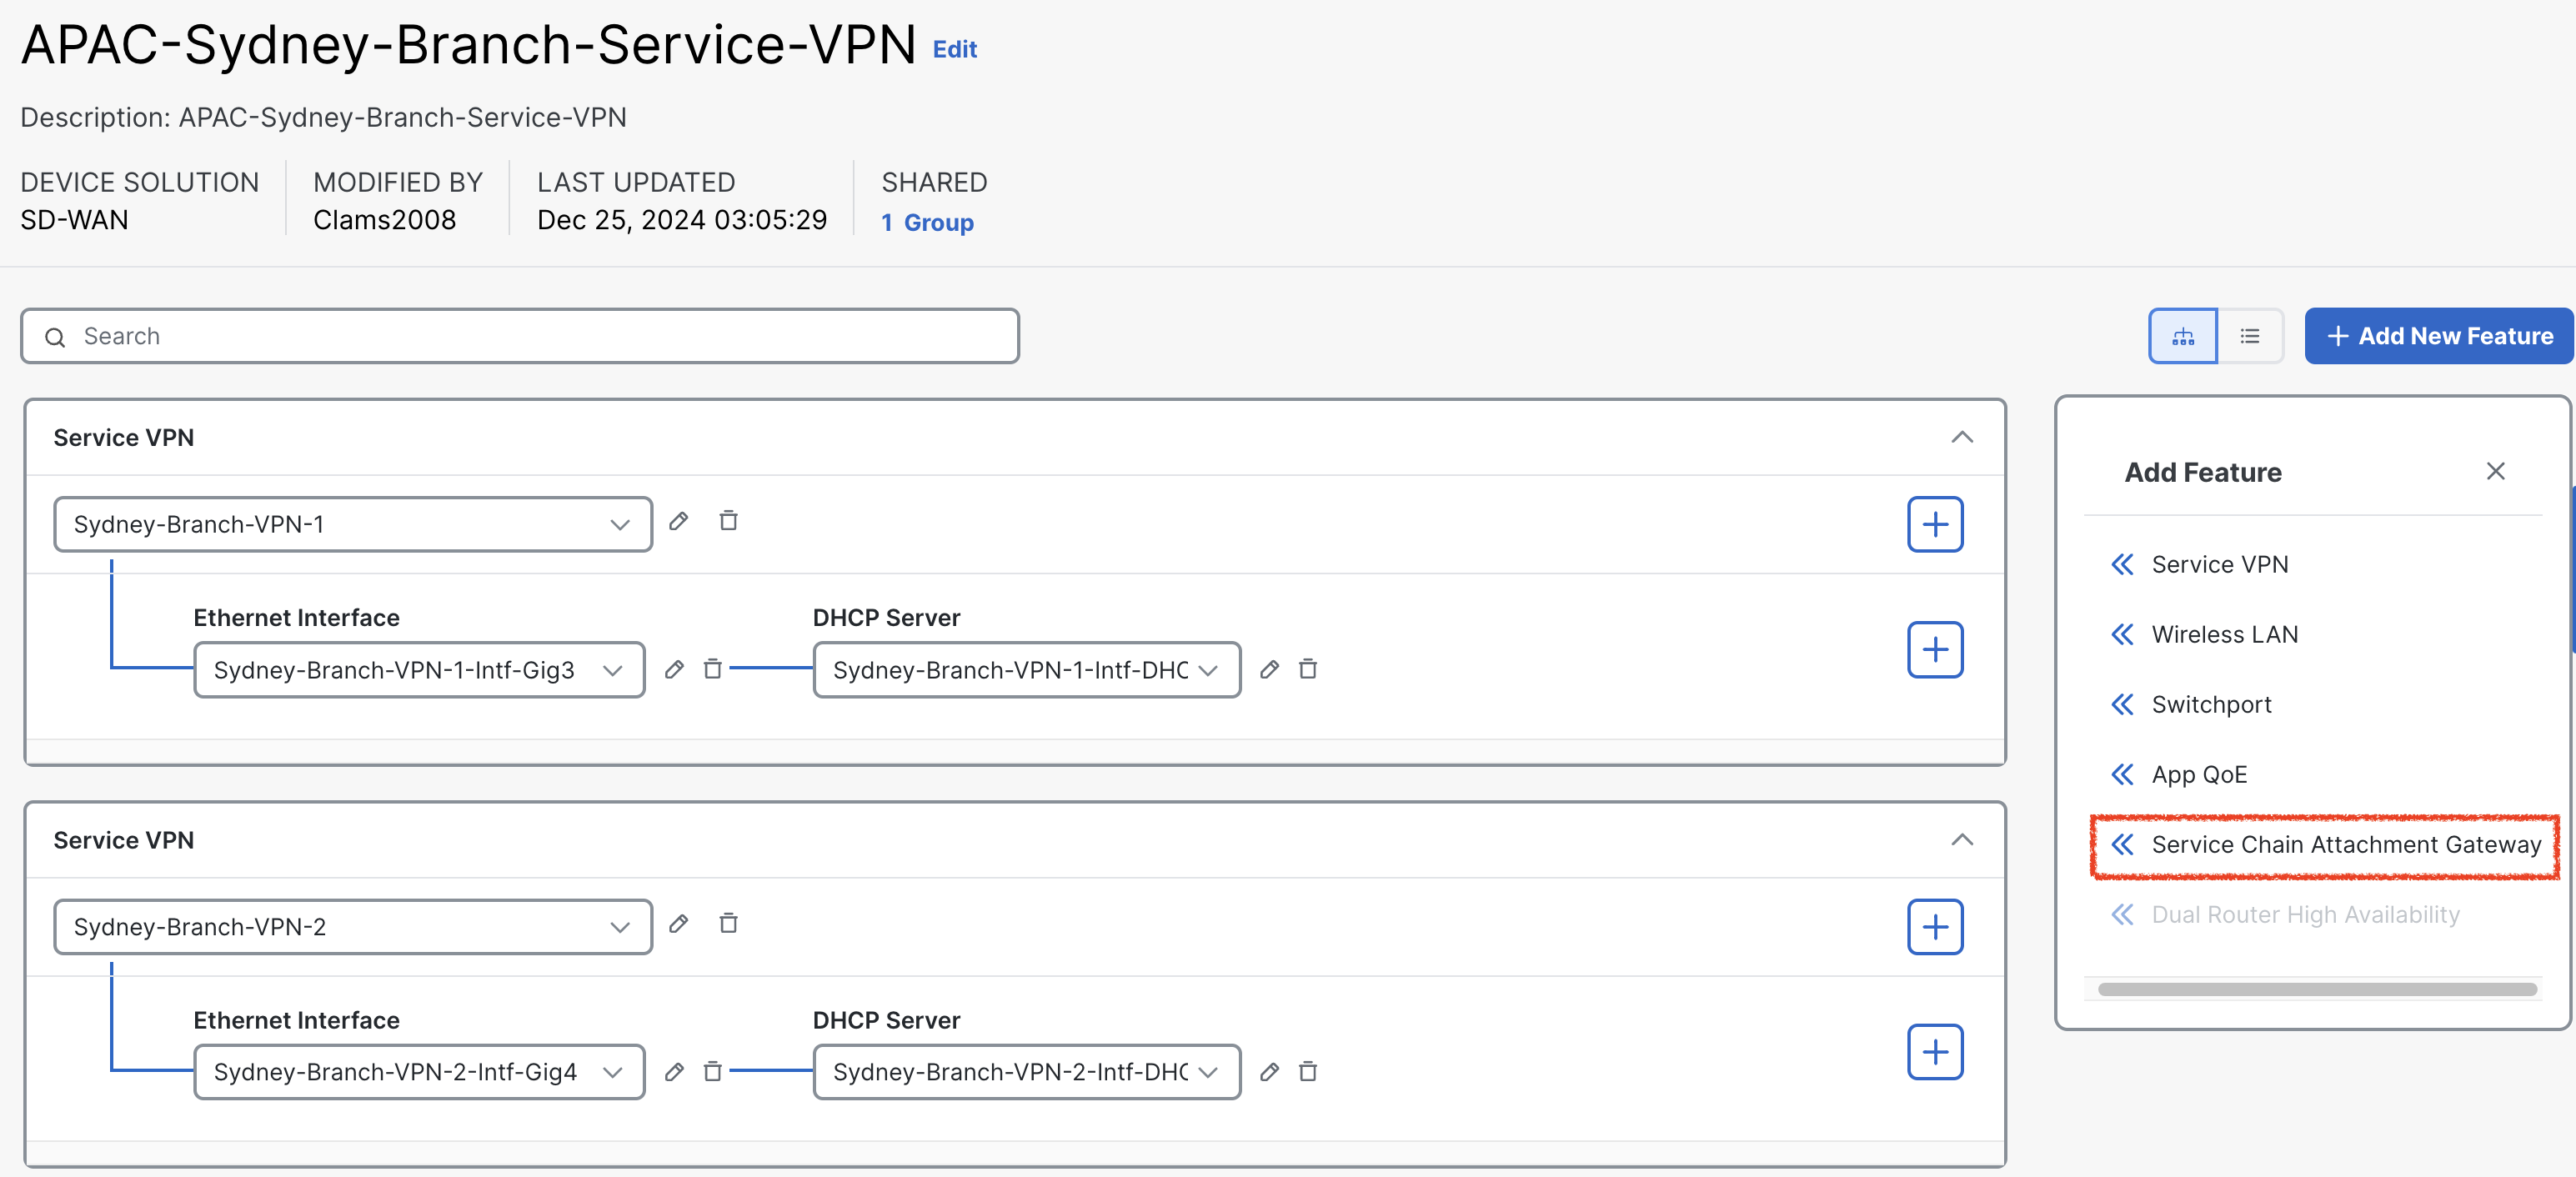 APAC-Sydney-Branch-Service-VPN Edit
Description: APAC-Sydney-Branch-Service-VPN
DEVICE SOLUTION MODIFIED BY LAST UPDATED SHARED
SD-WAN Clams2008 Dec 25, 2024 03:05:29 1 Group
Search
Add New Feature
Service VPN
Sydney-Branch-VPN-1
Ethernet Interface DHCP Server
Sydney-Branch-VPN-1-Intf-Gig3 Sydney-Branch-VPN-1-Intf-DHC
Service VPN
Sydney-Branch-VPN-2
Ethernet Interface DHCP Server
Sydney-Branch-VPN-2-Intf-Gig4 Sydney-Branch-VPN-2-Intf-DHC
Add Feature
Service VPN
Wireless LAN
Switchport
App QoE
Service Chain Attachment Gateway
Dual Router High Availability